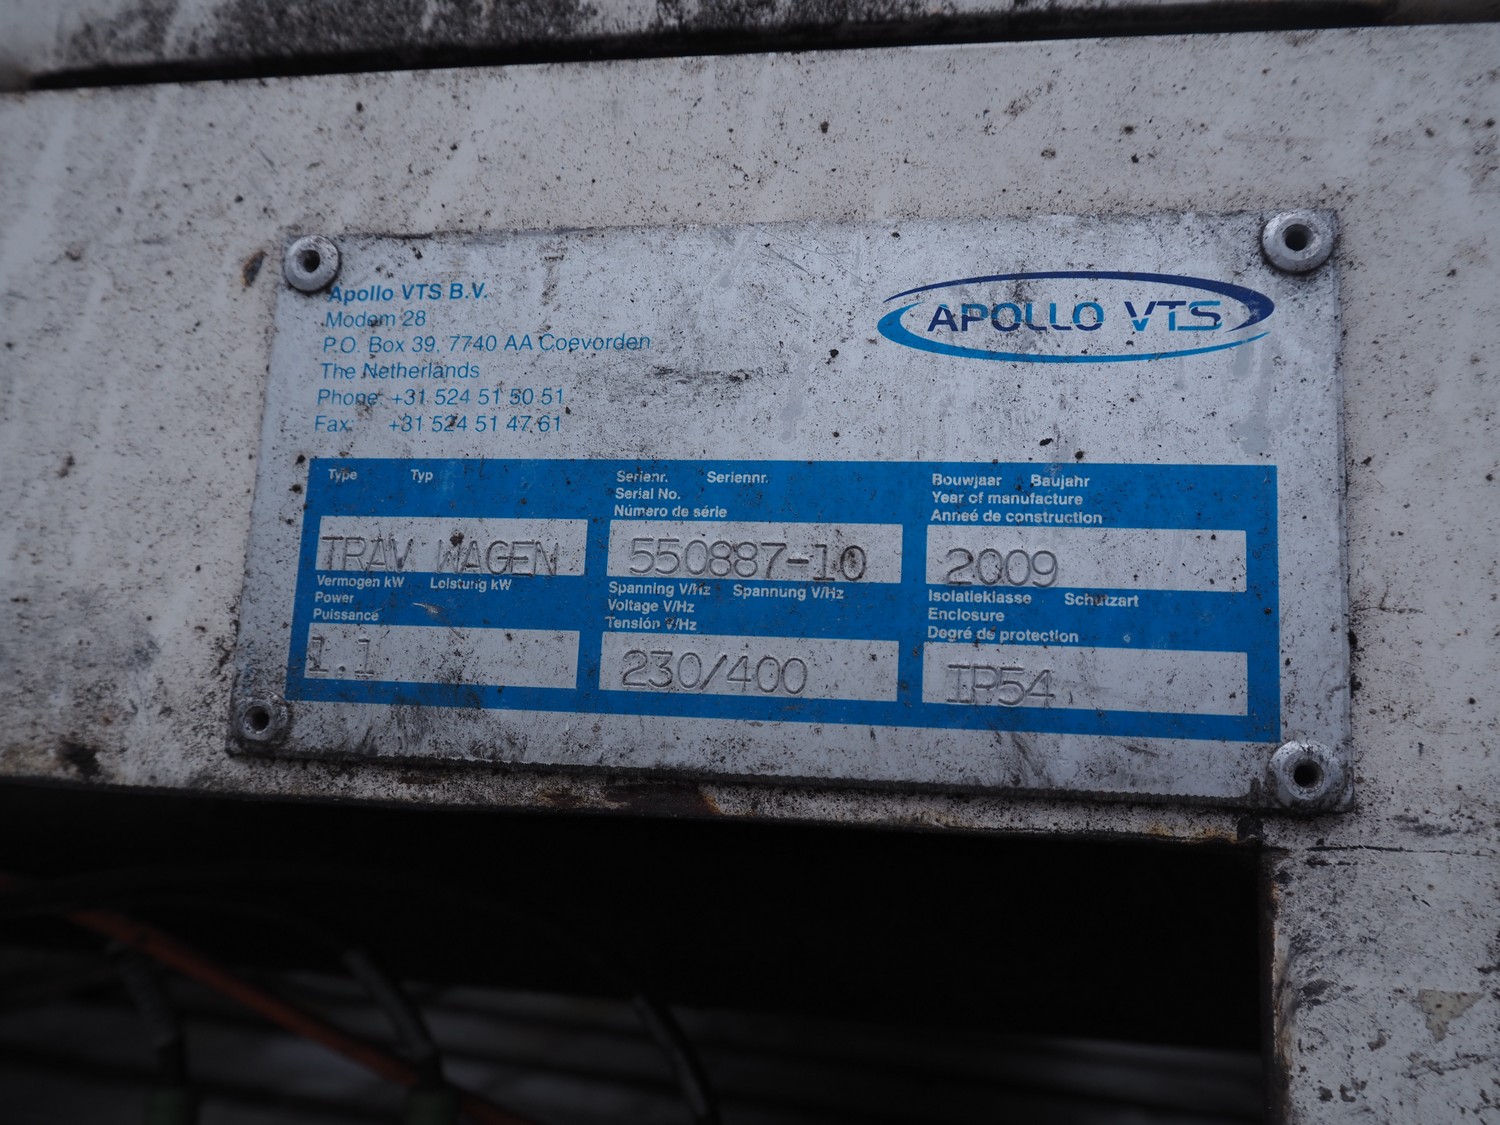 Apollo VTS B.V.
Modem 28
P.O. Box 39, 7740 AA Coevorden
The Netherlands
Phone: +31 524 51 50 51
Fax: +31 524 51 47 61
APOLLO VTS
Type Typ
TRAV WAGEN
Serienr. Seriennr.
Serial No.
Número de série
550887-10
Bouwjaar Baujahr
Year of manufacture
Anneé de construction
2009
Vermogen kW Leistung kW
Power
Puissance
1.1
Spanning V/Hz Spannung V/Hz
Voltage V/Hz
Tensión V/Hz
230/400
Isolatieklasse Schutzart
Enclosure
Degré de protection
IP54